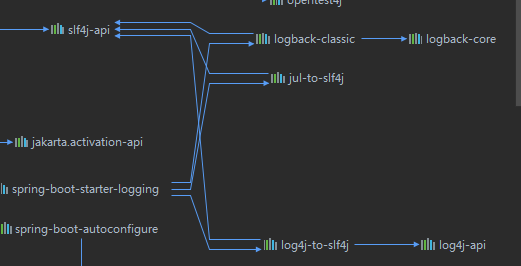 opentest4j
slf4j-api
logback-classic
logback-core
jul-to-slf4j
jakarta.activation-api
spring-boot-starter-logging
spring-boot-autoconfigure
log4j-to-slf4j
log4j-api